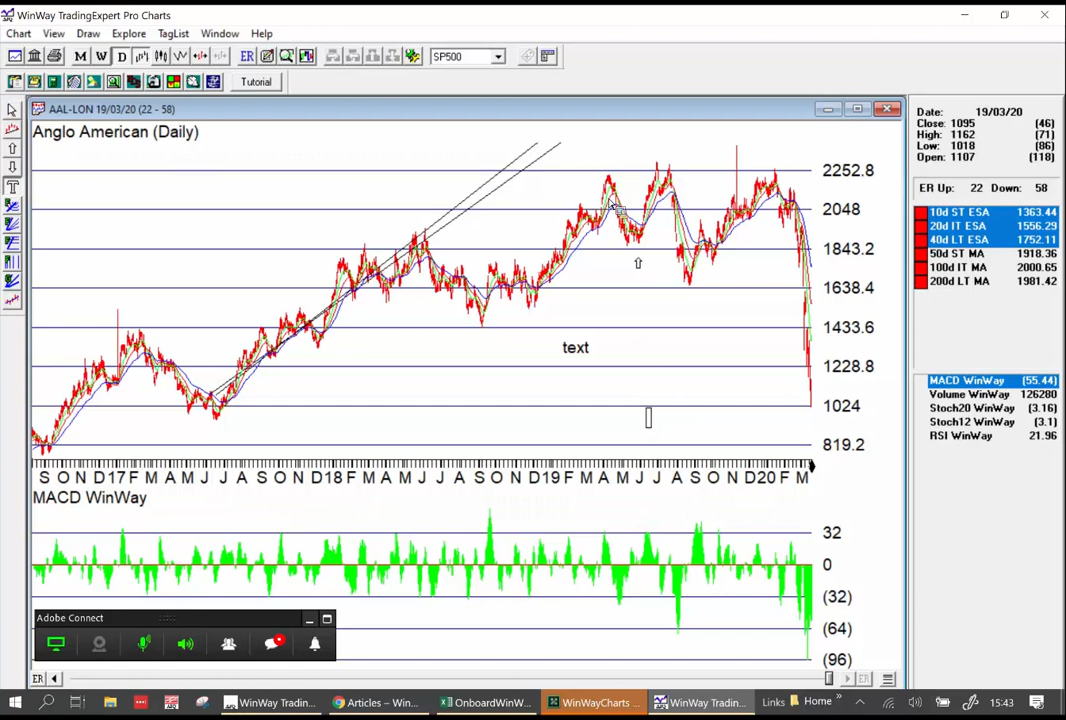 WinWay TradingExpert Pro Charts
Chart View Draw Explore TagList Window Help
M W D ER SP500
Tutorial
AAL-LON 19/03/20 (22 - 58)
Anglo American (Daily)
2252.8
2048
1843.2
1638.4
1433.6
1228.8
1024
819.2
text
S O N D 17 F M A M J J A S O N D 18 F M A M J J A S O N D 19 F M A M J J A S O N D 20 F M
MACD WinWay
32
0
(32)
(64)
(96)
Date: 19/03/20
Close: 1095 (46)
High: 1162 (71)
Low: 1018 (86)
Open: 1107 (118)
ER Up: 22 Down: 58
10d ST ESA 1363.44
20d IT ESA 1556.29
40d LT ESA 1752.11
50d ST MA 1918.36
100d IT MA 2000.65
200d LT MA 1981.42
MACD WinWay (55.44)
Volume WinWay 126280
Stoch20 WinWay (3.16)
Stoch12 WinWay (3.1)
RSI WinWay 21.96
Adobe Connect
ER ER
WinWay Trading... Articles – Win... OnboardWinW... WinWayCharts ... WinWay Trading... Links Home 15:43